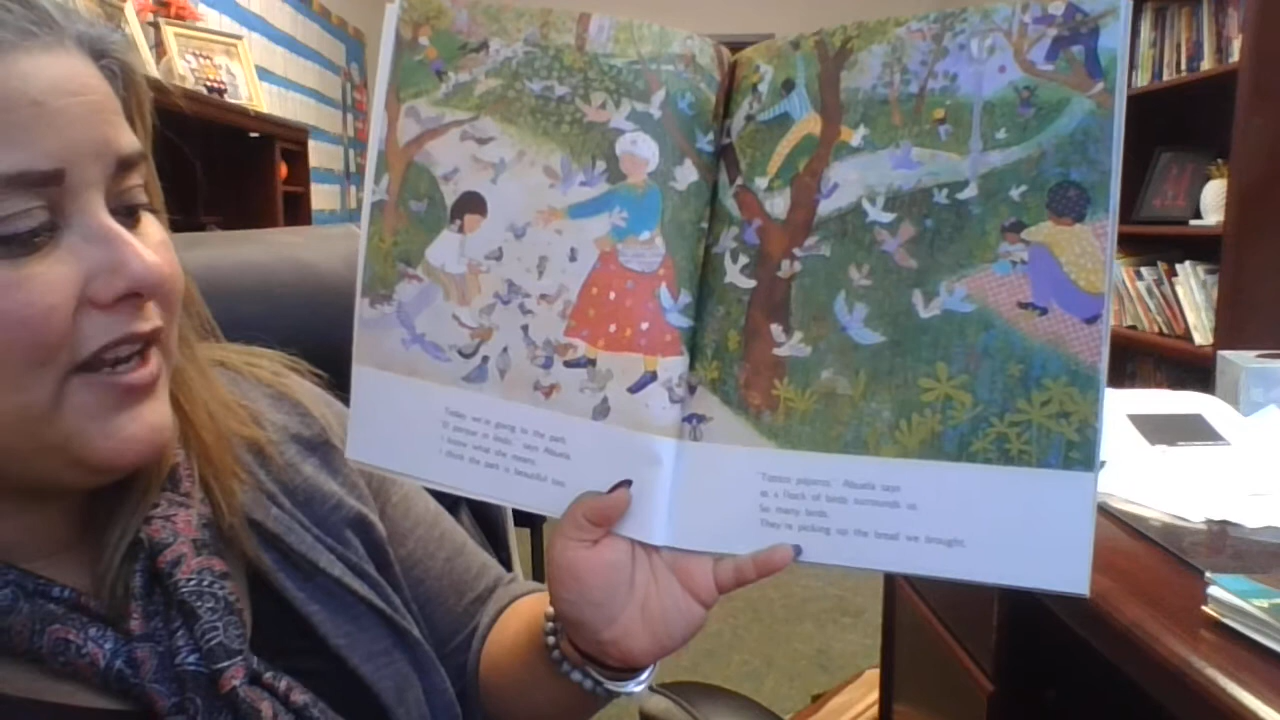 Today we're going to the park.
"El parque es lindo," says Abuela.
I know what she means.
I think the park is beautiful too.
"Tantos pájaros," Abuela says
as a flock of birds surrounds us.
So many birds.
They're picking up the bread we brought.